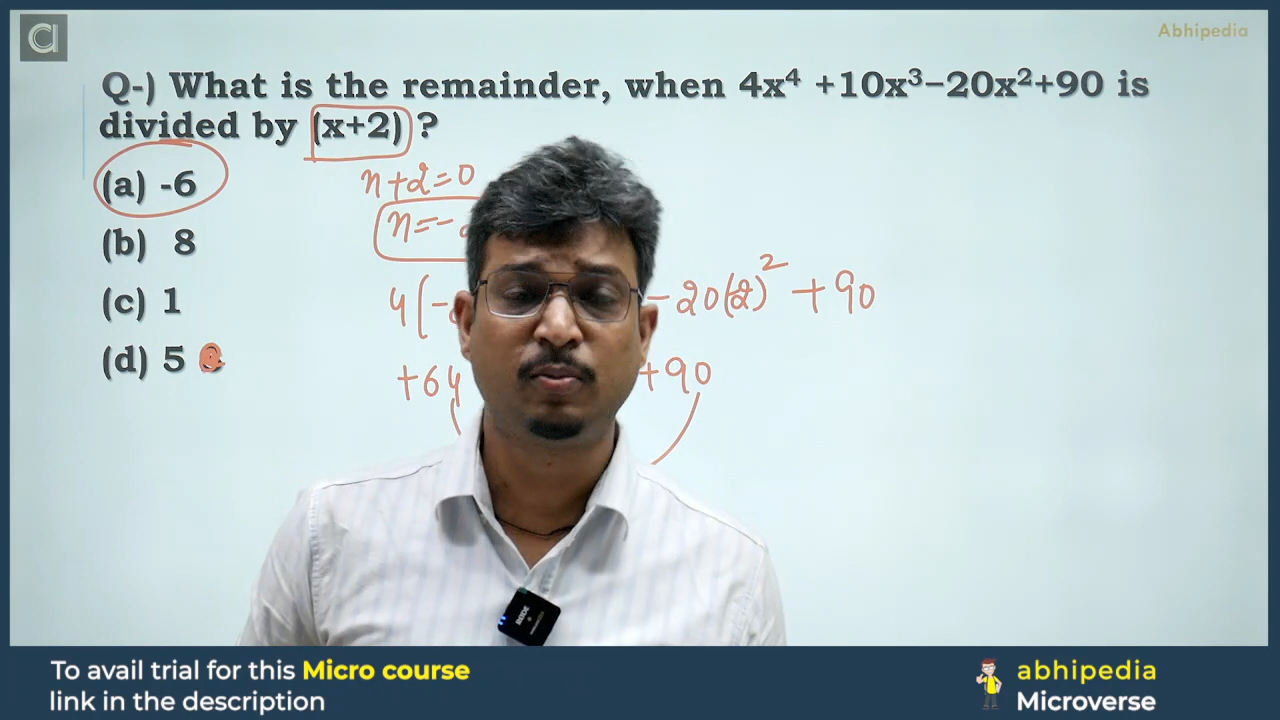 Abhipedia
Q-) What is the remainder, when 4x⁴ +10x³−20x²+90 is
divided by (x+2) ?
(a) -6
(b) 8
(c) 1
(d) 5
n+2=0
n=-
4(- - 20(2)² + 90
+64 +90
RODE
To avail trial for this Micro course
link in the description
abhipedia
Microverse